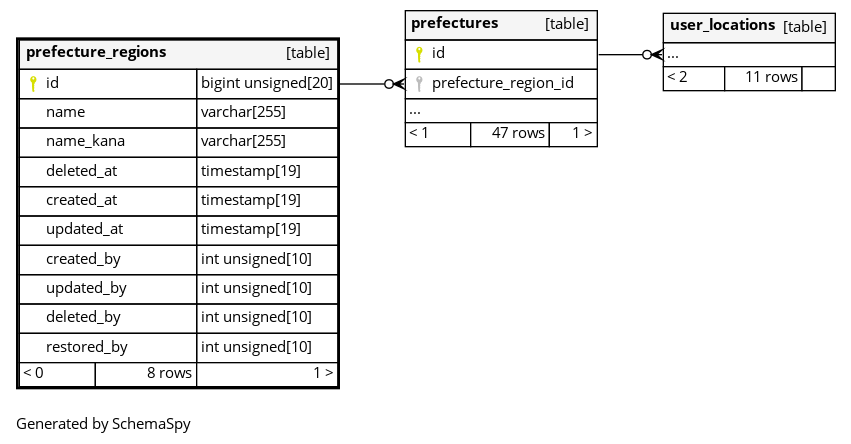 prefecture_regions [table]
id bigint unsigned[20]
name varchar[255]
name_kana varchar[255]
deleted_at timestamp[19]
created_at timestamp[19]
updated_at timestamp[19]
created_by int unsigned[10]
updated_by int unsigned[10]
deleted_by int unsigned[10]
restored_by int unsigned[10]
< 0 8 rows 1 >
prefectures [table]
id
prefecture_region_id
...
< 1 47 rows 1 >
user_locations [table]
...
< 2 11 rows
Generated by SchemaSpy